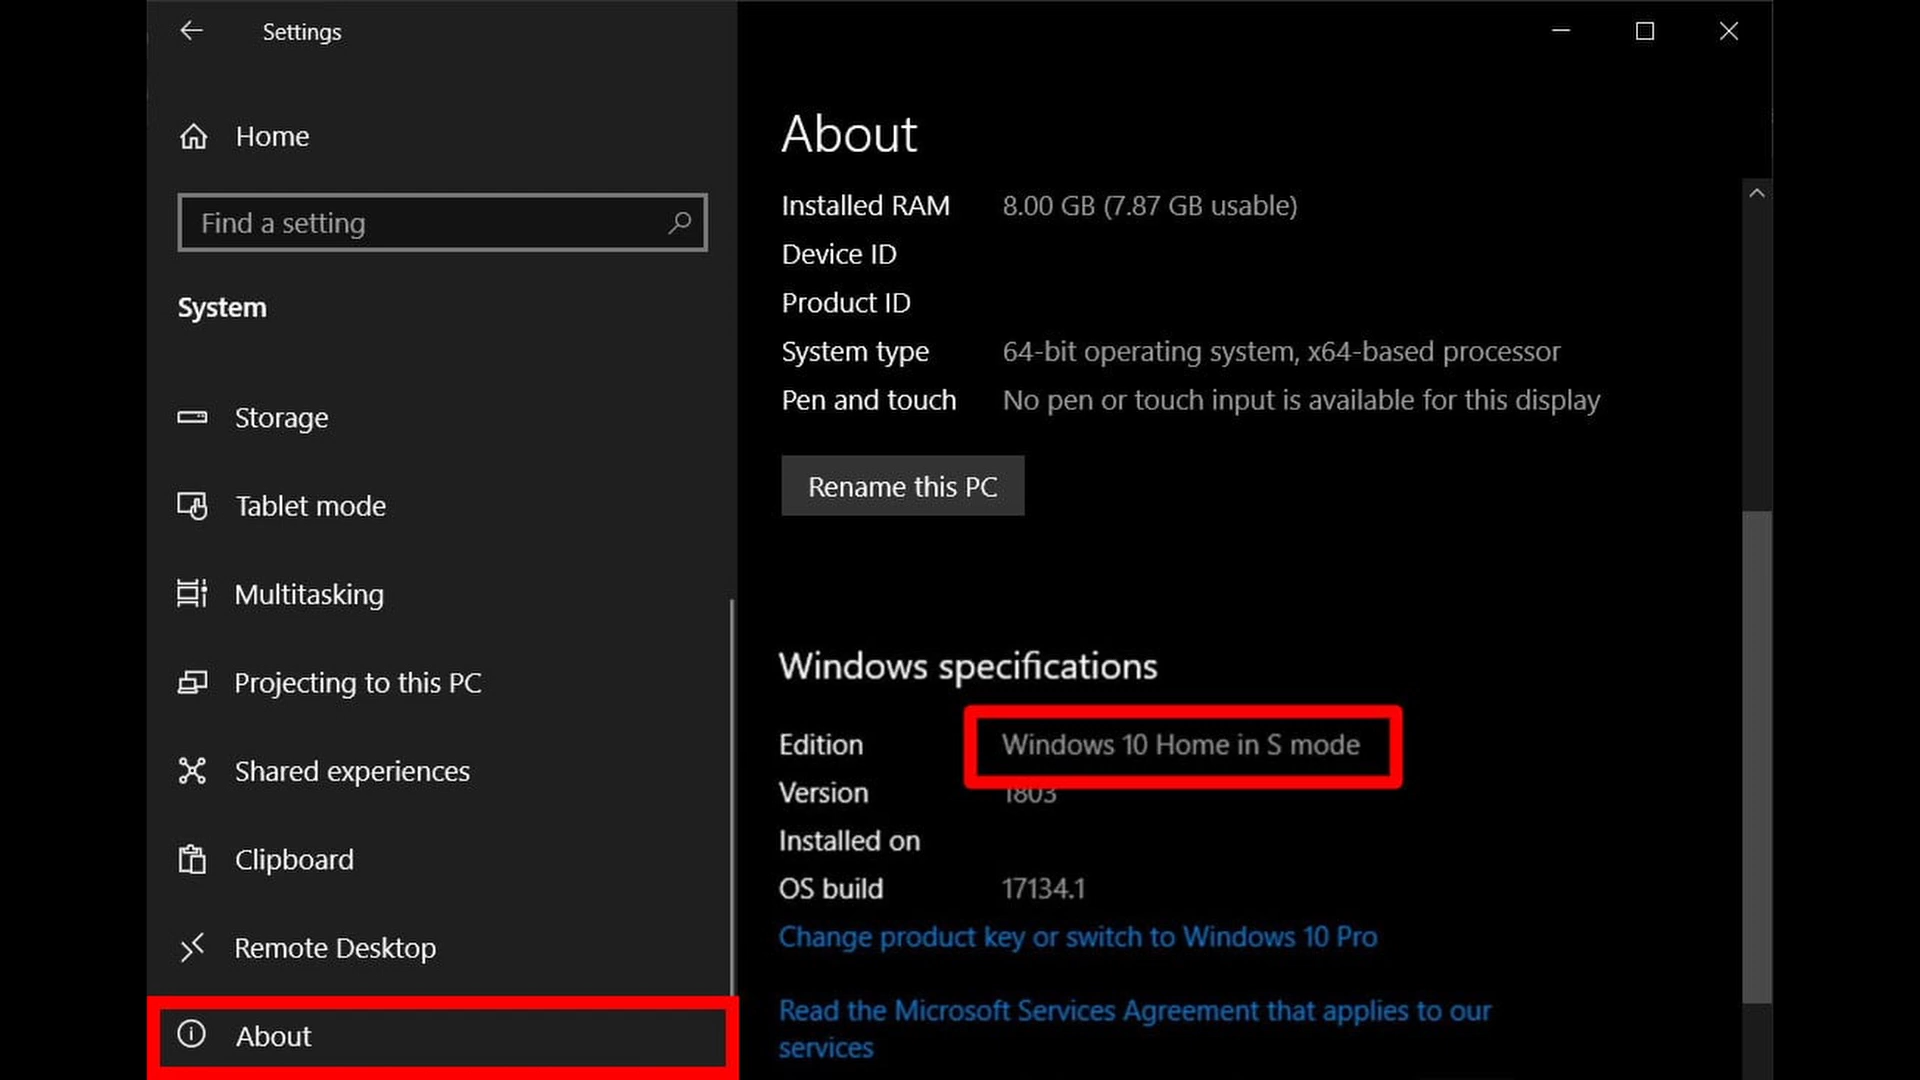 Settings
Home
Find a setting
System
Storage
Tablet mode
Multitasking
Projecting to this PC
Shared experiences
Clipboard
Remote Desktop
About
About
Installed RAM 8.00 GB (7.87 GB usable)
Device ID
Product ID
System type 64-bit operating system, x64-based processor
Pen and touch No pen or touch input is available for this display
Rename this PC
Windows specifications
Edition Windows 10 Home in S mode
Version 1803
Installed on
OS build 17134.1
Change product key or switch to Windows 10 Pro
Read the Microsoft Services Agreement that applies to our
services